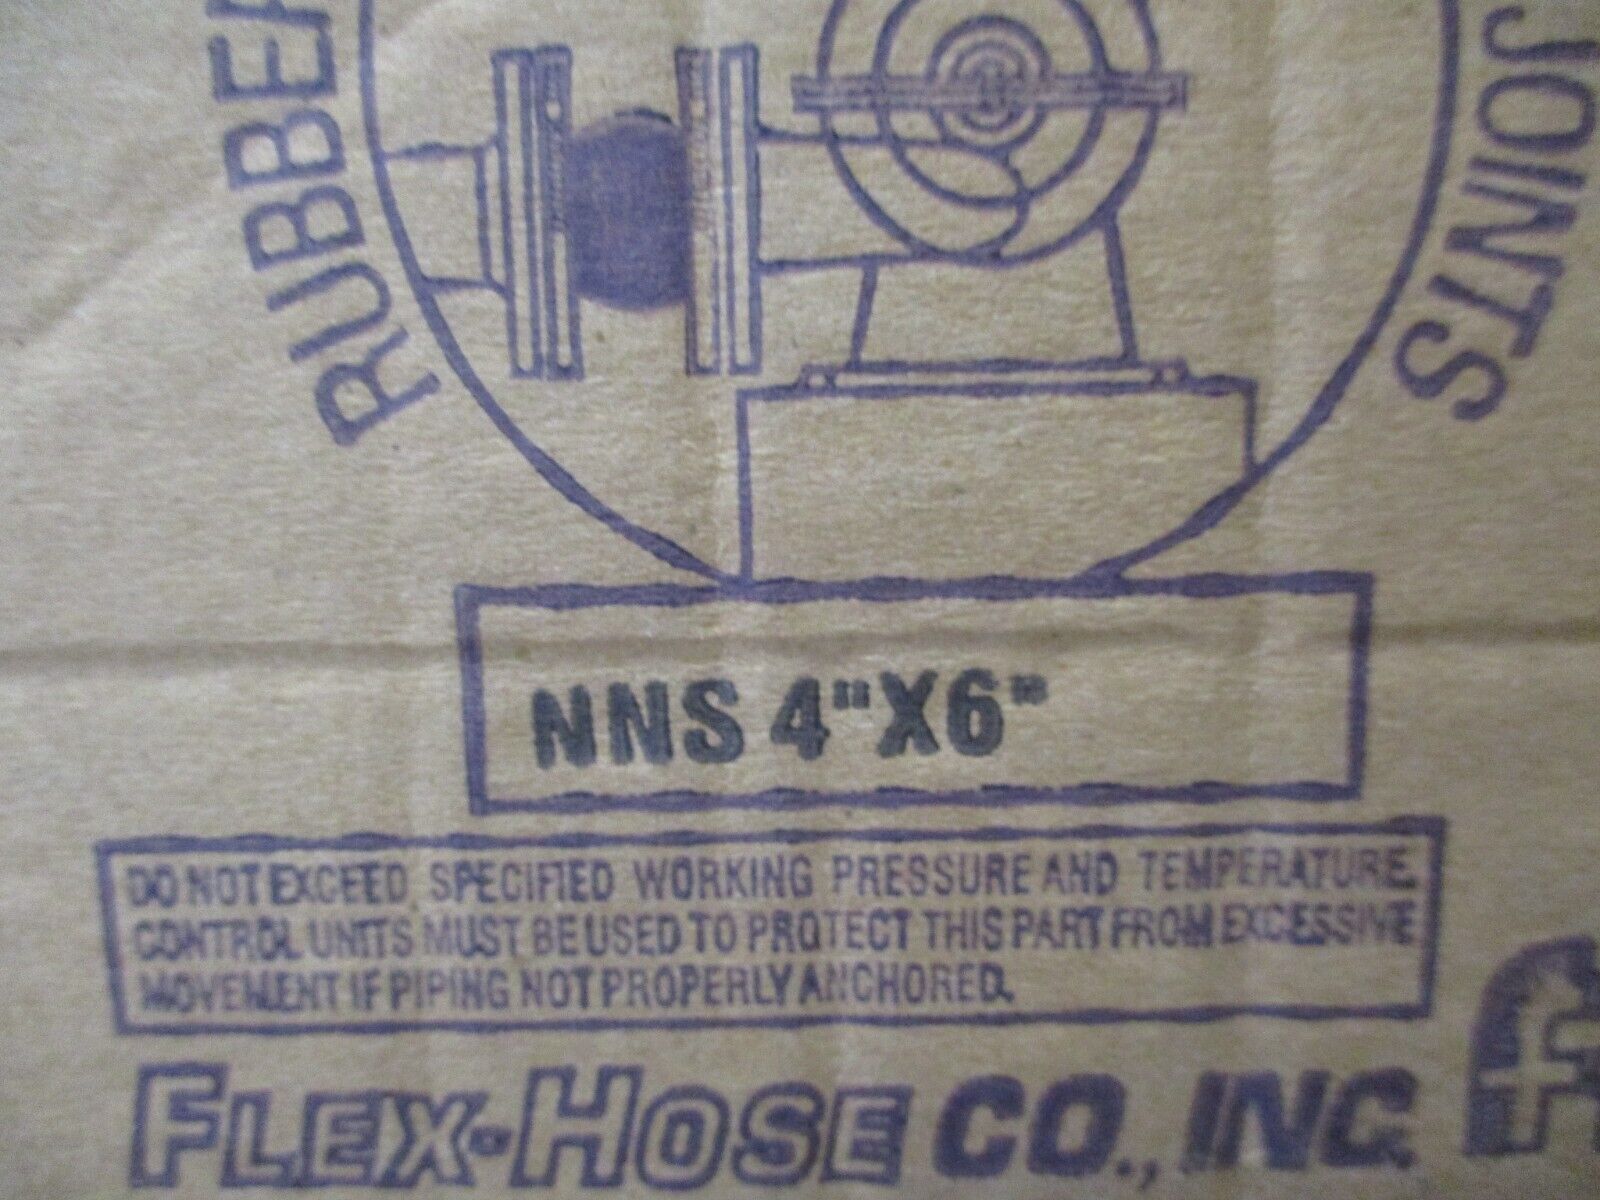 JOINTS
NNS 4"X6"
DO NOT EXCEED SPECIFIED WORKING PRESSURE AND TEMPERATURE.
CONTROL UNITS MUST BE USED TO PROTECT THIS PART FROM EXCESSIVE
MOVEMENT IF PIPING NOT PROPERLY ANCHORED.
FLEX-HOSE CO., INC.